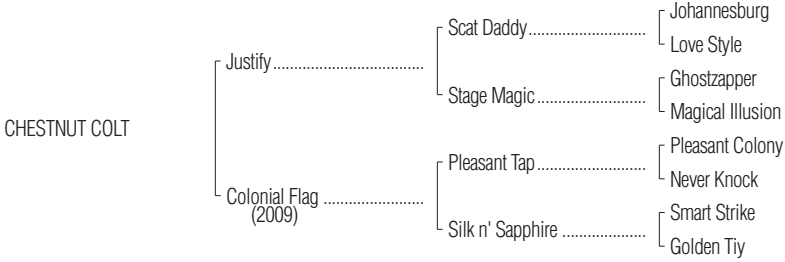 Johannesburg
Scat Daddy
Love Style
Justify
Ghostzapper
Stage Magic
Magical Illusion
CHESTNUT COLT
Pleasant Colony
Pleasant Tap
Never Knock
Colonial Flag
(2009)
Smart Strike
Silk n' Sapphire
Golden Tiy